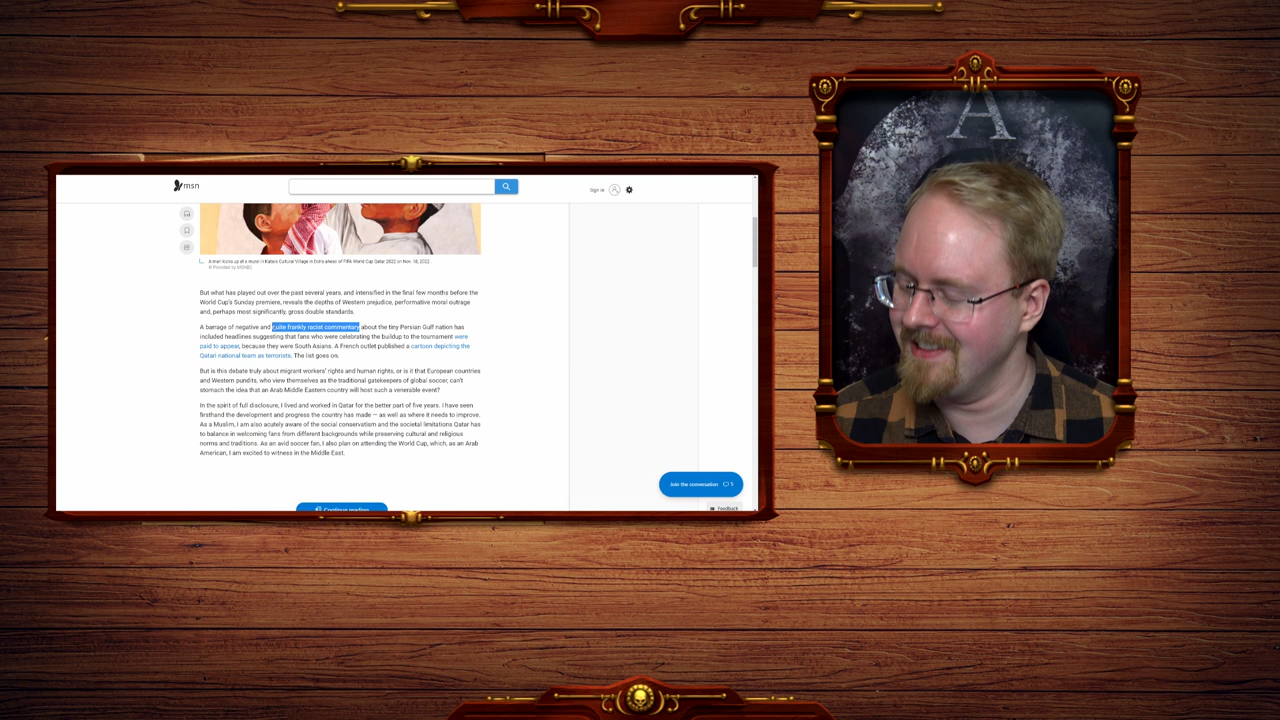 A
msn
Sign in
A man looks up at a mural in Katara Cultural Village in Doha ahead of FIFA World Cup Qatar 2022 on Nov. 18, 2022.
© Provided by MSNBC
But what has played out over the past several years, and intensified in the final few months before the
World Cup's Sunday premiere, reveals the depths of Western prejudice, performative moral outrage
and, perhaps most significantly, gross double standards.
A barrage of negative and quite frankly racist commentary about the tiny Persian Gulf nation has
included headlines suggesting that fans who were celebrating the buildup to the tournament were
paid to appear, because they were South Asians. A French outlet published a cartoon depicting the
Qatari national team as terrorists. The list goes on.
But is this debate truly about migrant workers' rights and human rights, or is it that European countries
and Western pundits, who view themselves as the traditional gatekeepers of global soccer, can't
stomach the idea that an Arab Middle Eastern country will host such a venerable event?
In the spirit of full disclosure, I lived and worked in Qatar for the better part of five years. I have seen
firsthand the development and progress the country has made — as well as where it needs to improve.
As a Muslim, I am also acutely aware of the social conservatism and the societal limitations Qatar has
to balance in welcoming fans from different backgrounds while preserving cultural and religious
norms and traditions. As an avid soccer fan, I also plan on attending the World Cup, which, as an Arab
American, I am excited to witness in the Middle East.
Join the conversation 5
Continue reading
Feedback